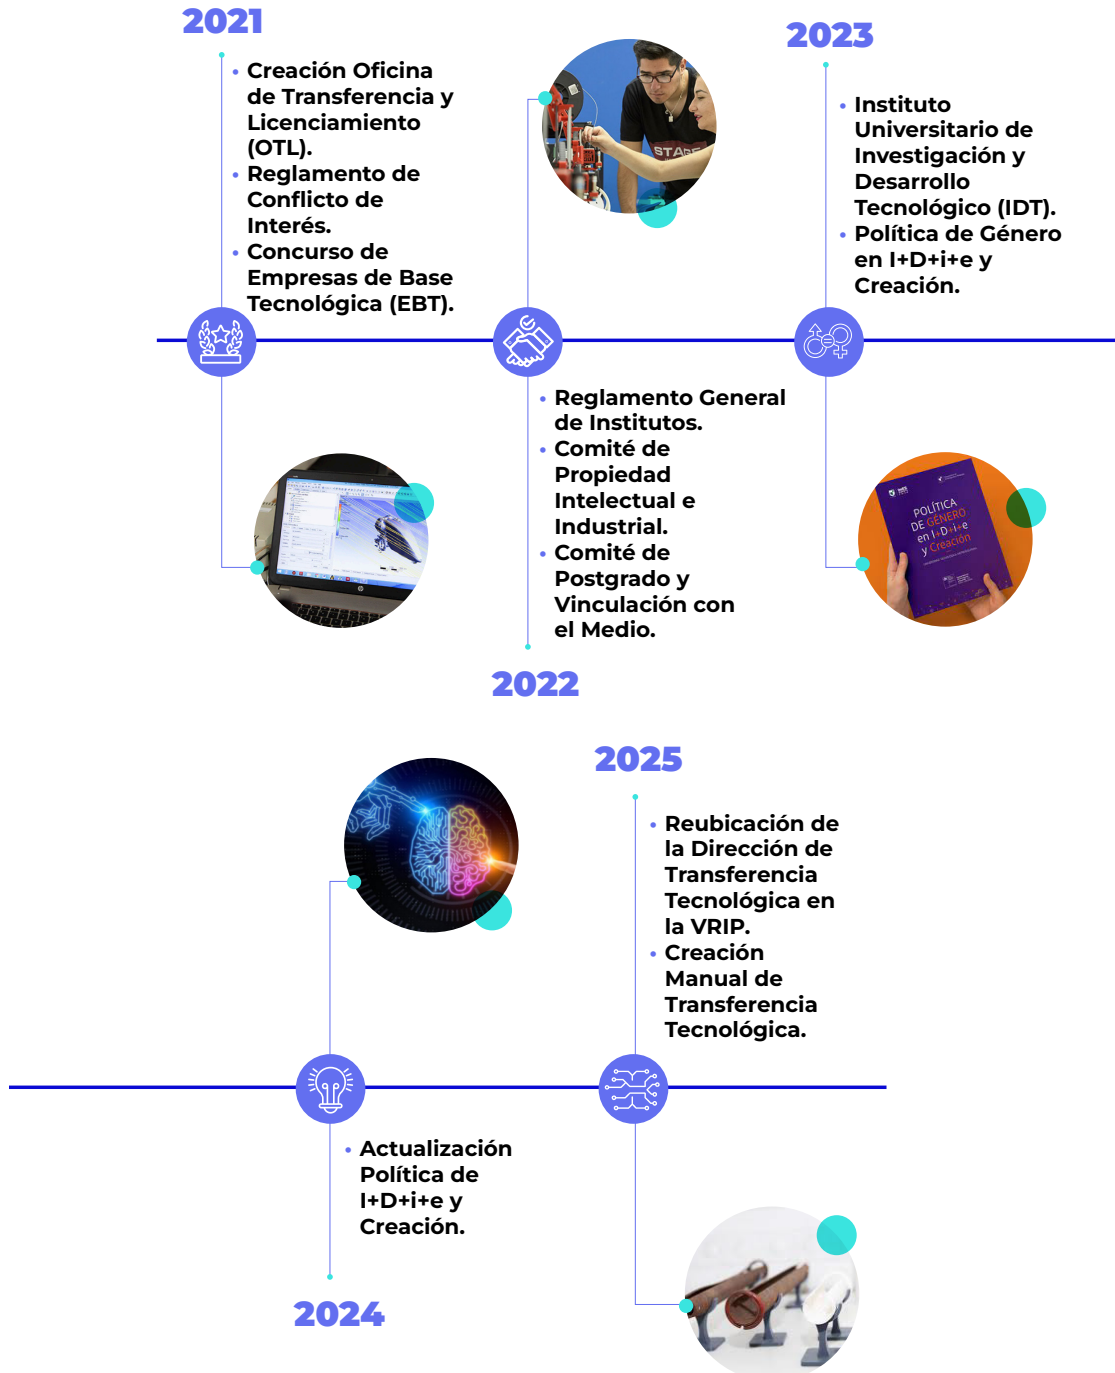 2021
• Creación Oficina
de Transferencia y
Licenciamiento
(OTL).
• Reglamento de
Conflicto de
Interés.
• Concurso de
Empresas de Base
Tecnológica (EBT).
STAGE
• Reglamento General
de Institutos.
• Comité de
Propiedad
Intelectual e
Industrial.
• Comité de
Postgrado y
Vinculación con
el Medio.
2022
2023
• Instituto
Universitario de
Investigación y
Desarrollo
Tecnológico (IDT).
• Política de Género
en I+D+i+e y
Creación.
POLÍTICA
DE GÉNERO
en I+D+i+e
y Creación
• Actualización
Política de
I+D+i+e y
Creación.
2024
2025
• Reubicación de
la Dirección de
Transferencia
Tecnológica en
la VRIP.
• Creación
Manual de
Transferencia
Tecnológica.